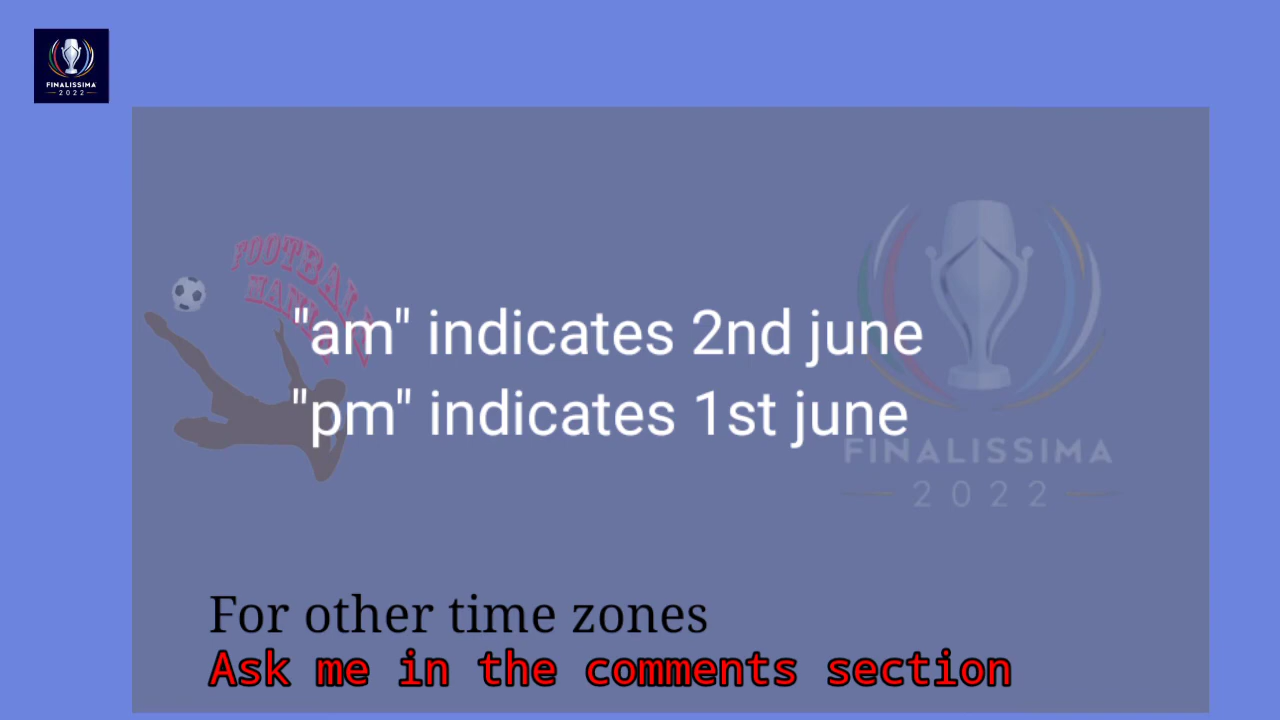 FINALISSIMA
2022
FOOTBALL
"am" indicates 2nd june
"pm" indicates 1st june
FINALISSIMA
2022
For other time zones
Ask me in the comments section